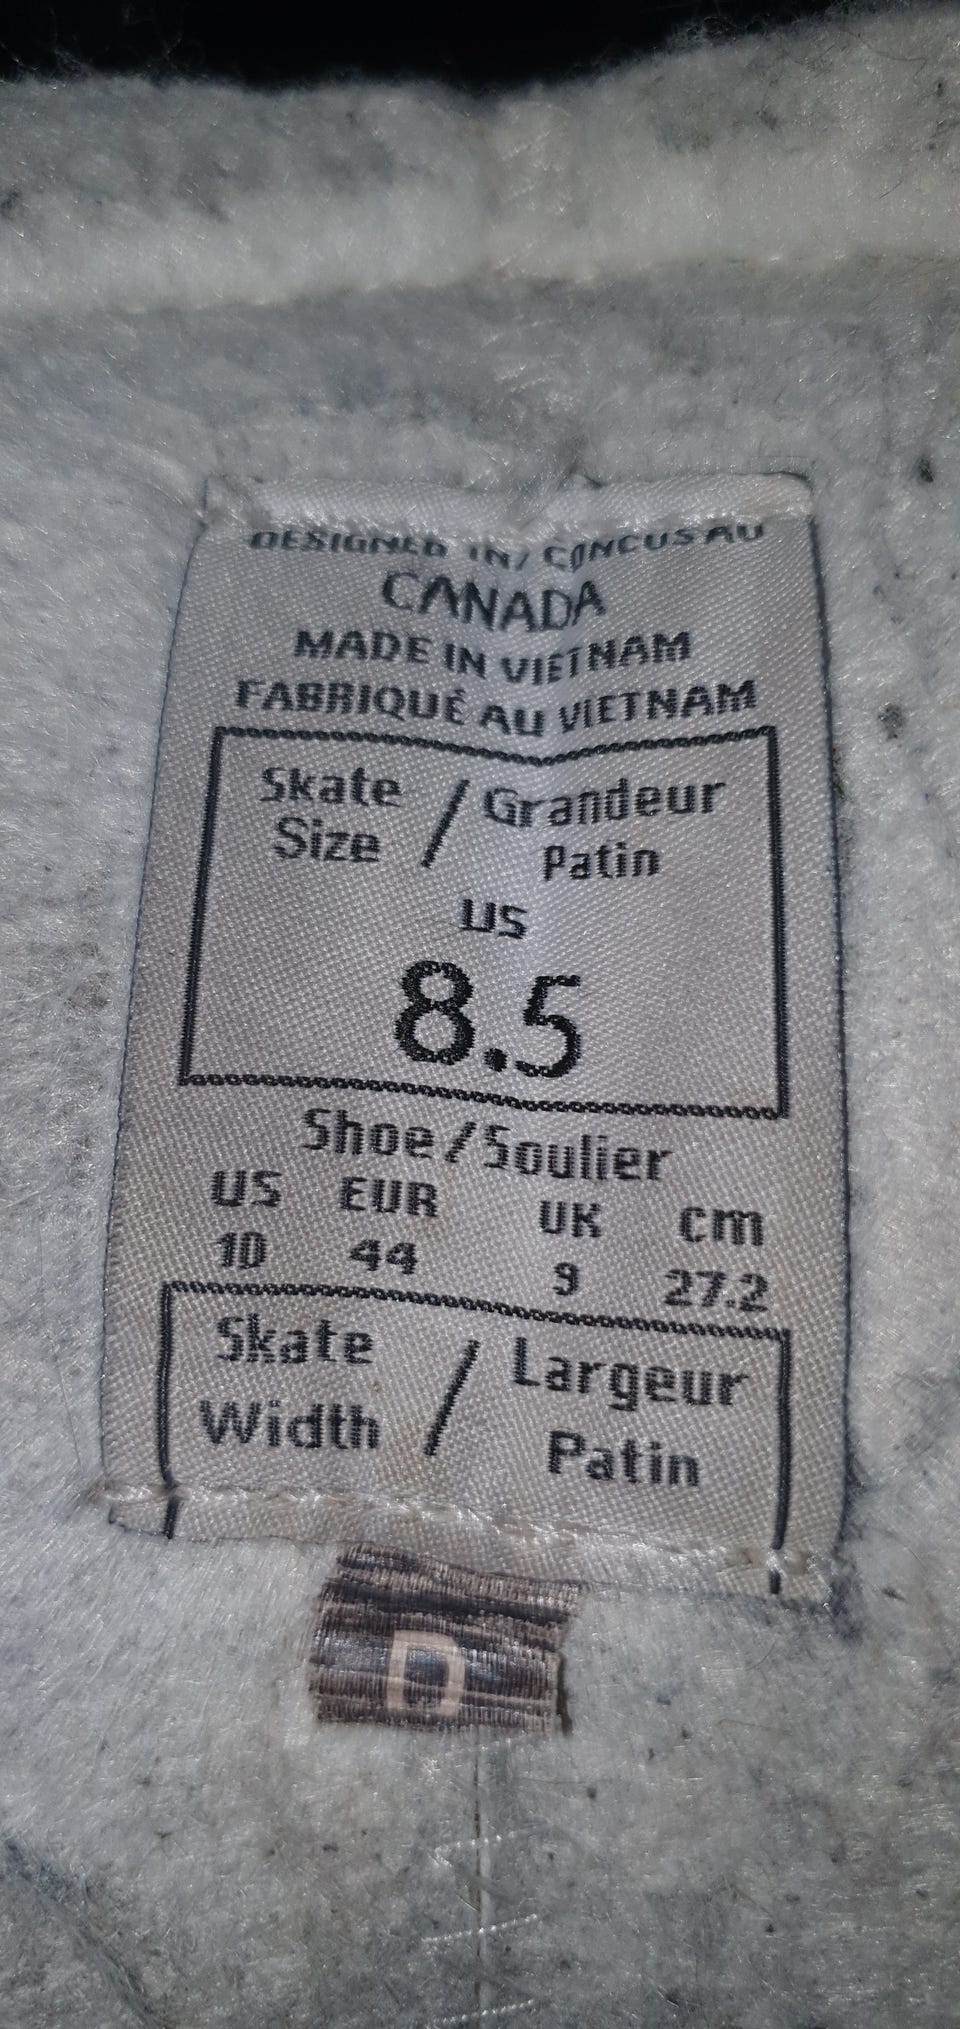 DESIGNED IN/ CONCUS AU
CANADA
MADE IN VIETNAM
FABRIQUÉ AU VIETNAM
Skate Size / Grandeur Patin
US
8.5
Shoe/Soulier
US EUR UK cm
10 44 9 27.2
Skate Width / Largeur Patin
D